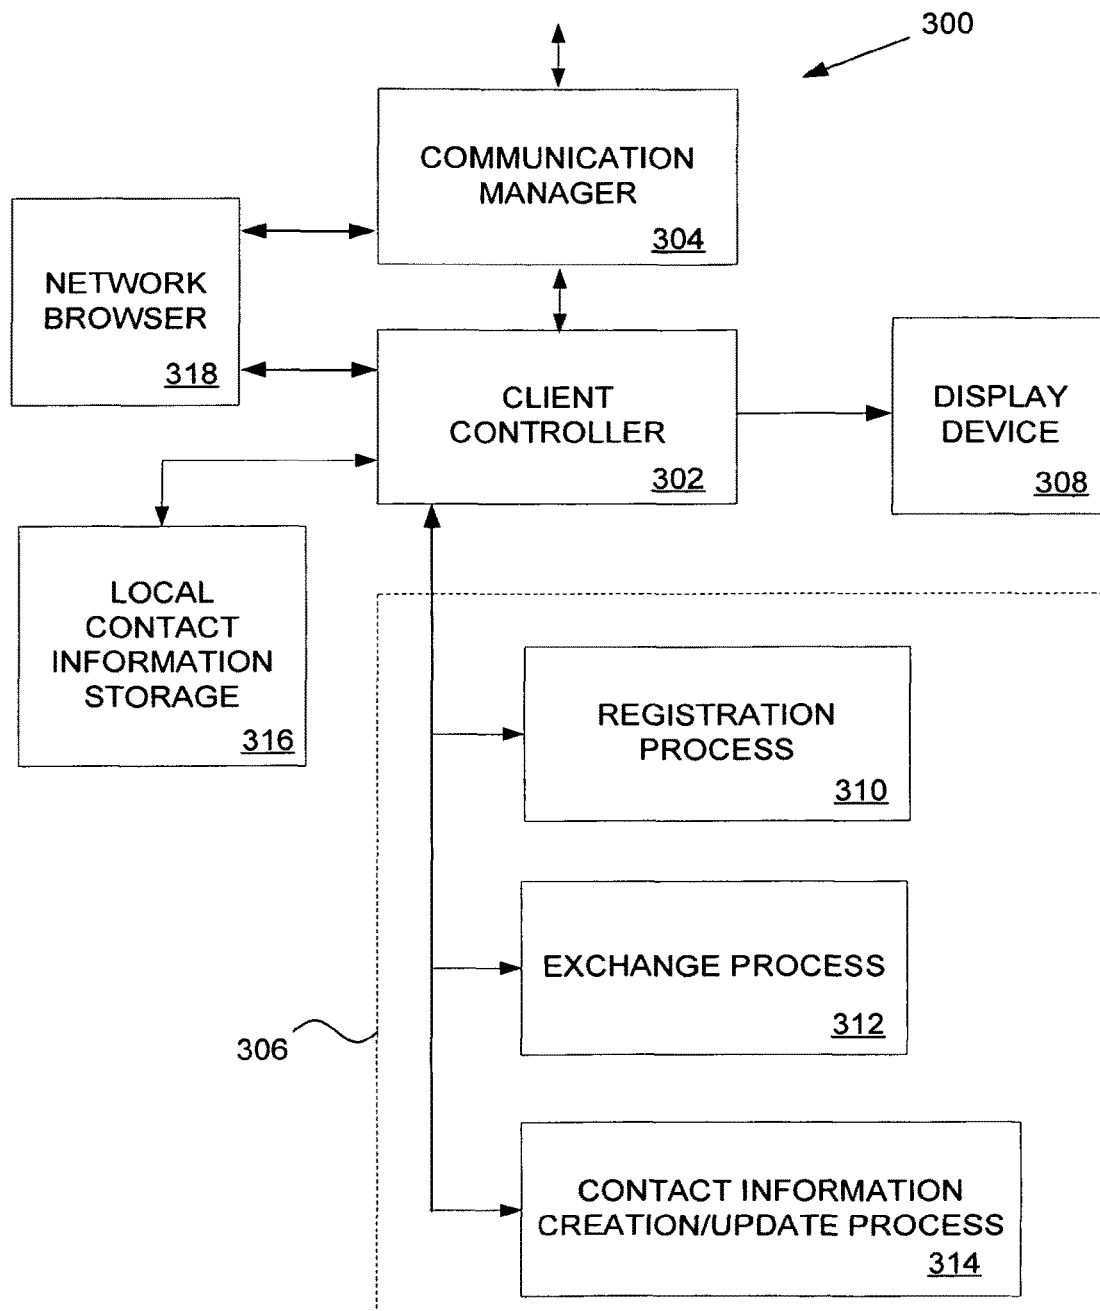 300
COMMUNICATION
MANAGER
304
NETWORK
BROWSER
318
CLIENT
CONTROLLER
302
DISPLAY
DEVICE
308
LOCAL
CONTACT
INFORMATION
STORAGE
316
REGISTRATION
PROCESS
310
EXCHANGE PROCESS
312
306
CONTACT INFORMATION
CREATION/UPDATE PROCESS
314